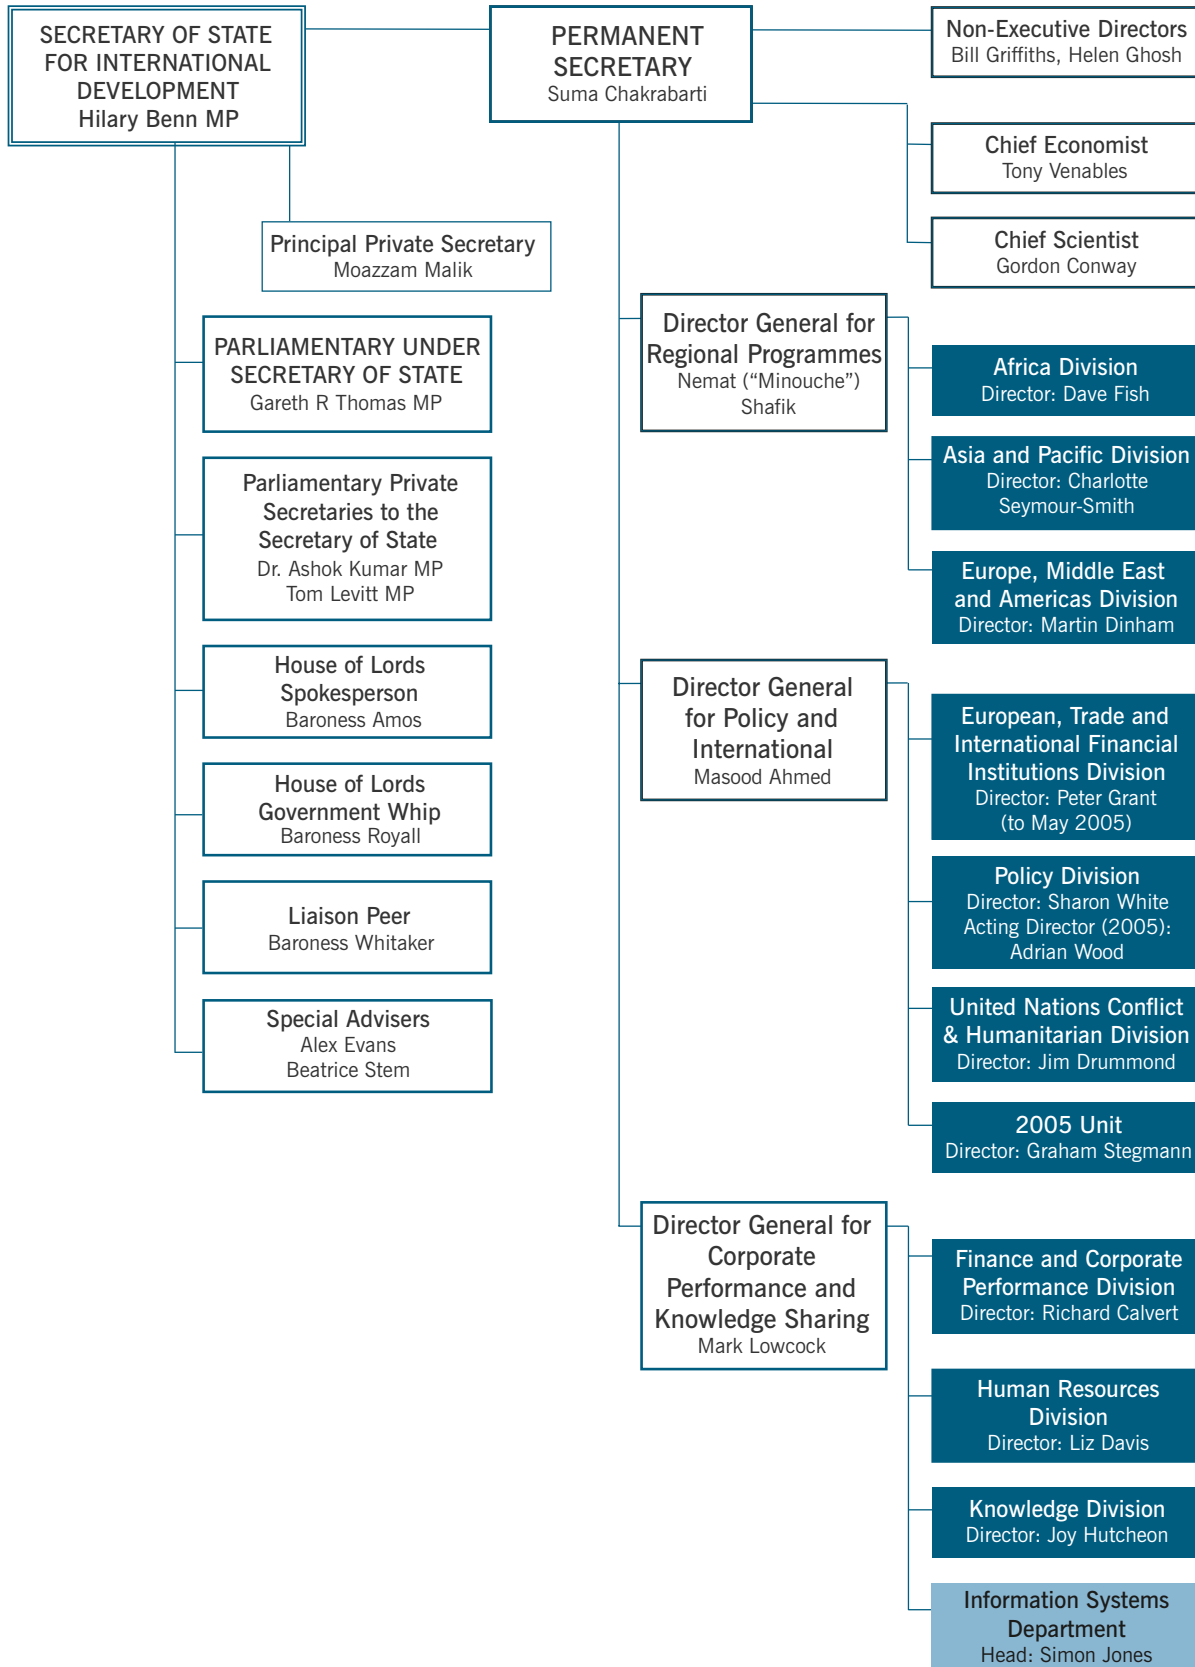 SECRETARY OF STATE
FOR INTERNATIONAL
DEVELOPMENT
Hilary Benn MP
PERMANENT
SECRETARY
Suma Chakrabarti
Non-Executive Directors
Bill Griffiths, Helen Ghosh
Chief Economist
Tony Venables
Chief Scientist
Gordon Conway
Principal Private Secretary
Moazzam Malik
PARLIAMENTARY UNDER
SECRETARY OF STATE
Gareth R Thomas MP
Parliamentary Private
Secretaries to the
Secretary of State
Dr. Ashok Kumar MP
Tom Levitt MP
House of Lords
Spokesperson
Baroness Amos
House of Lords
Government Whip
Baroness Royall
Liaison Peer
Baroness Whitaker
Special Advisers
Alex Evans
Beatrice Stem
Director General for
Regional Programmes
Nemat (“Minouche”)
Shafik
Africa Division
Director: Dave Fish
Asia and Pacific Division
Director: Charlotte
Seymour-Smith
Europe, Middle East
and Americas Division
Director: Martin Dinham
Director General
for Policy and
International
Masood Ahmed
European, Trade and
International Financial
Institutions Division
Director: Peter Grant
(to May 2005)
Policy Division
Director: Sharon White
Acting Director (2005):
Adrian Wood
United Nations Conflict
& Humanitarian Division
Director: Jim Drummond
2005 Unit
Director: Graham Stegmann
Director General for
Corporate
Performance and
Knowledge Sharing
Mark Lowcock
Finance and Corporate
Performance Division
Director: Richard Calvert
Human Resources
Division
Director: Liz Davis
Knowledge Division
Director: Joy Hutcheon
Information Systems
Department
Head: Simon Jones